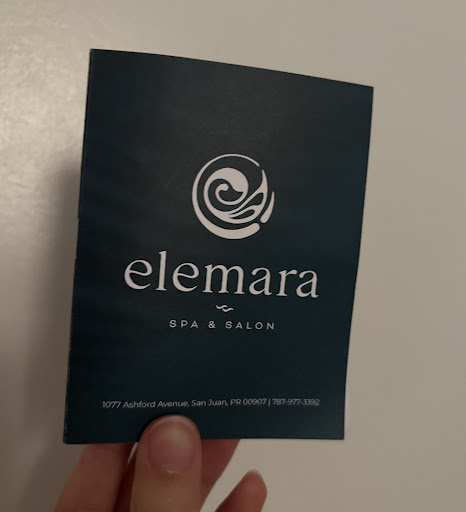 elemara
SPA & SALON
1077 Ashford Avenue, San Juan, PR 00907 | 787-977-3392